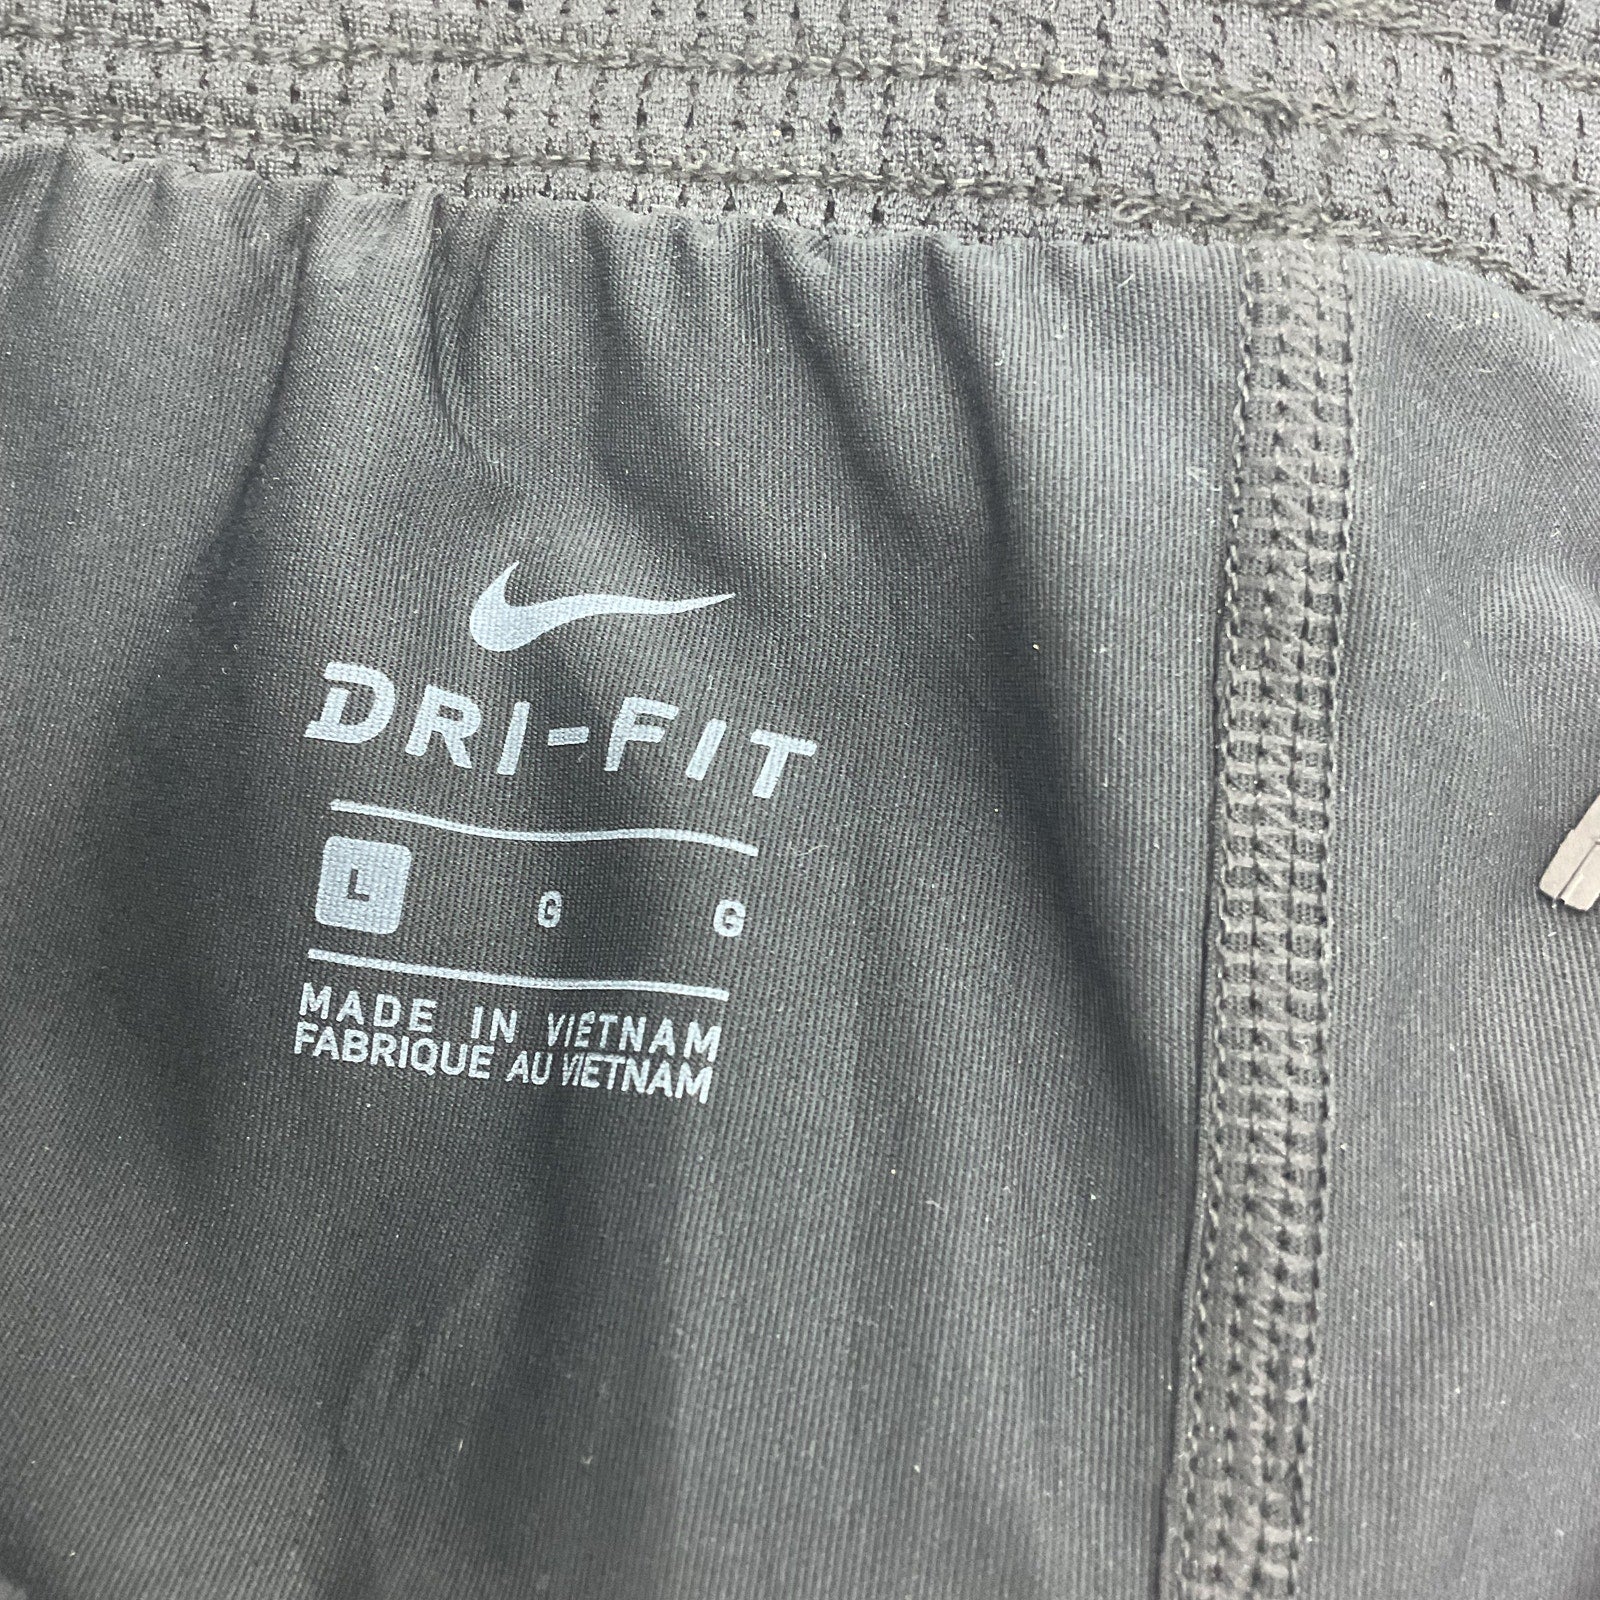 DRI-FIT
L G G
MADE IN VIETNAM
FABRIQUE AU VIETNAM